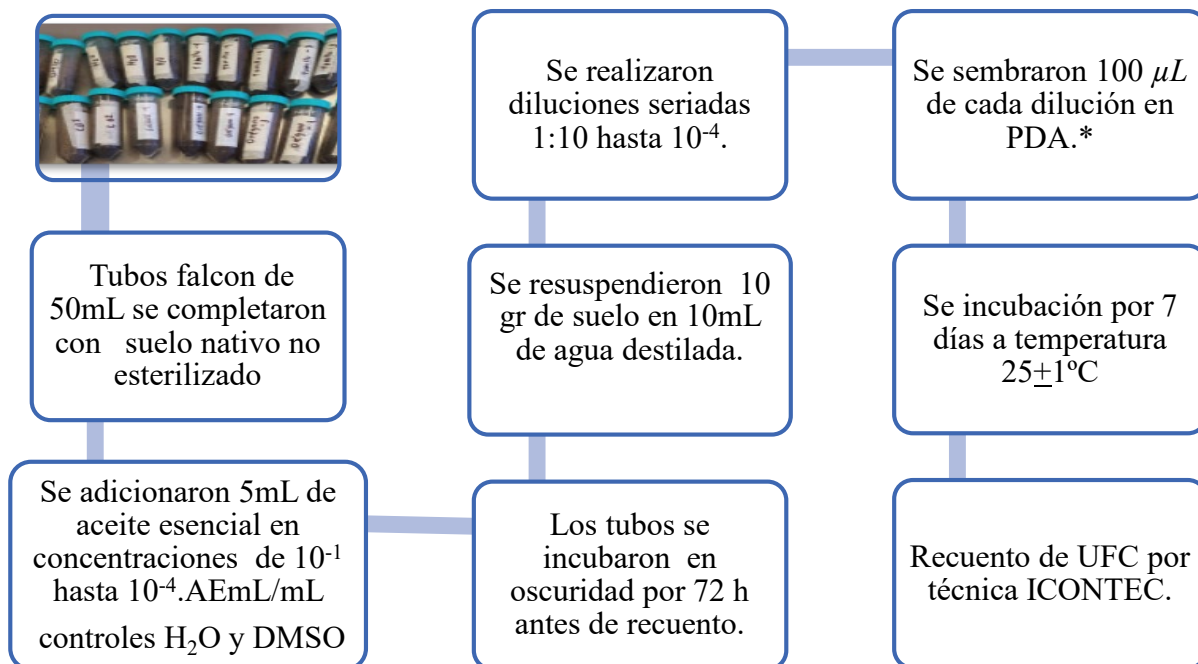 Tubos falcon de
50mL se completaron
con suelo nativo no
esterilizado
Se adicionaron 5mL de
aceite esencial en
concentraciones de 10⁻¹
hasta 10⁻⁴.AEmL/mL
controles H₂O y DMSO
Los tubos se
incubaron en
oscuridad por 72 h
antes de recuento.
Se resuspendieron 10
gr de suelo en 10mL
de agua destilada.
Se realizaron
diluciones seriadas
1:10 hasta 10⁻⁴.
Se sembraron 100 µL
de cada dilución en
PDA.*
Se incubación por 7
días a temperatura
25±1ºC
Recuento de UFC por
técnica ICONTEC.